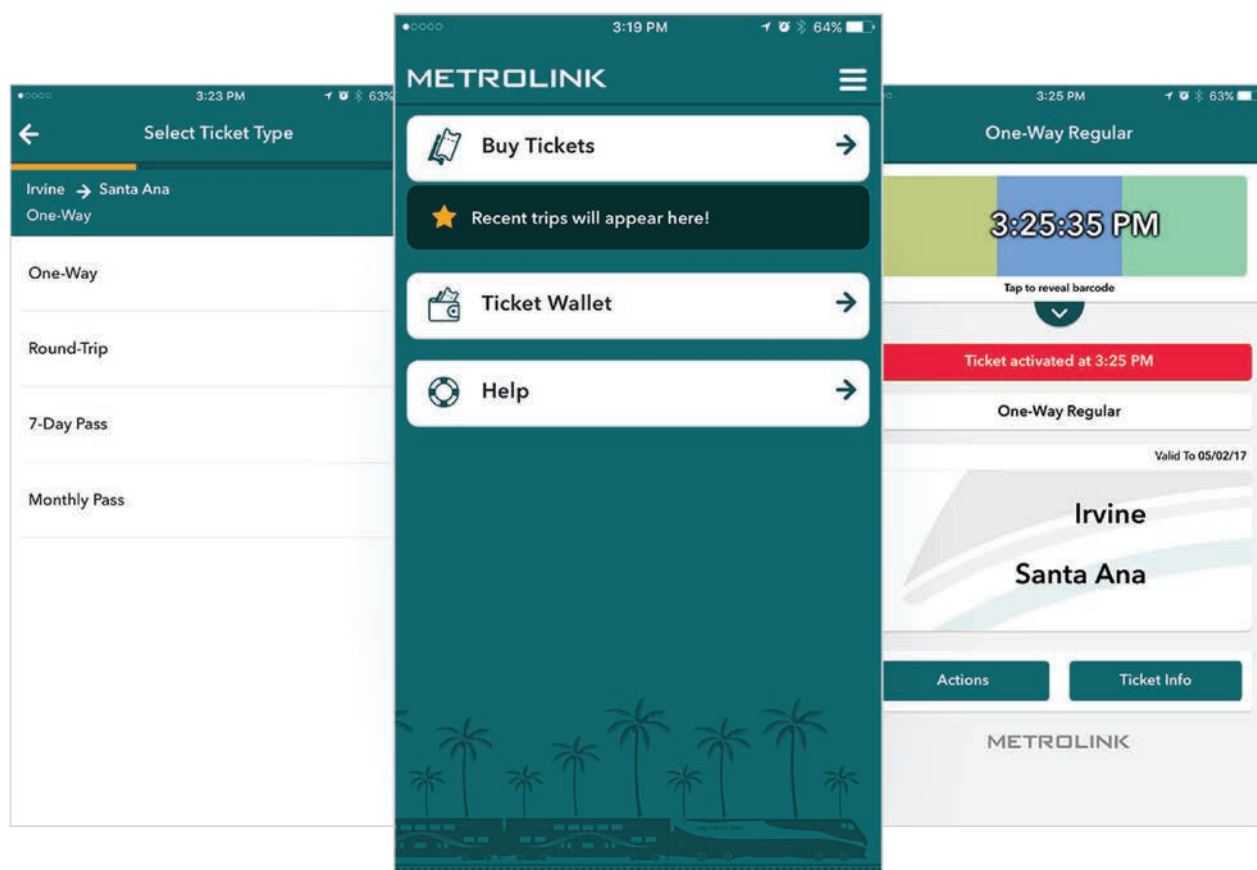 3:23 PM
63%
Select Ticket Type
Irvine → Santa Ana
One-Way
One-Way
Round-Trip
7-Day Pass
Monthly Pass
3:19 PM
64%
METROLINK
Buy Tickets
Recent trips will appear here!
Ticket Wallet
Help
3:25 PM
63%
One-Way Regular
3:25:35 PM
Tap to reveal barcode
Ticket activated at 3:25 PM
One-Way Regular
Valid To 05/02/17
Irvine
Santa Ana
Actions
Ticket Info
METROLINK